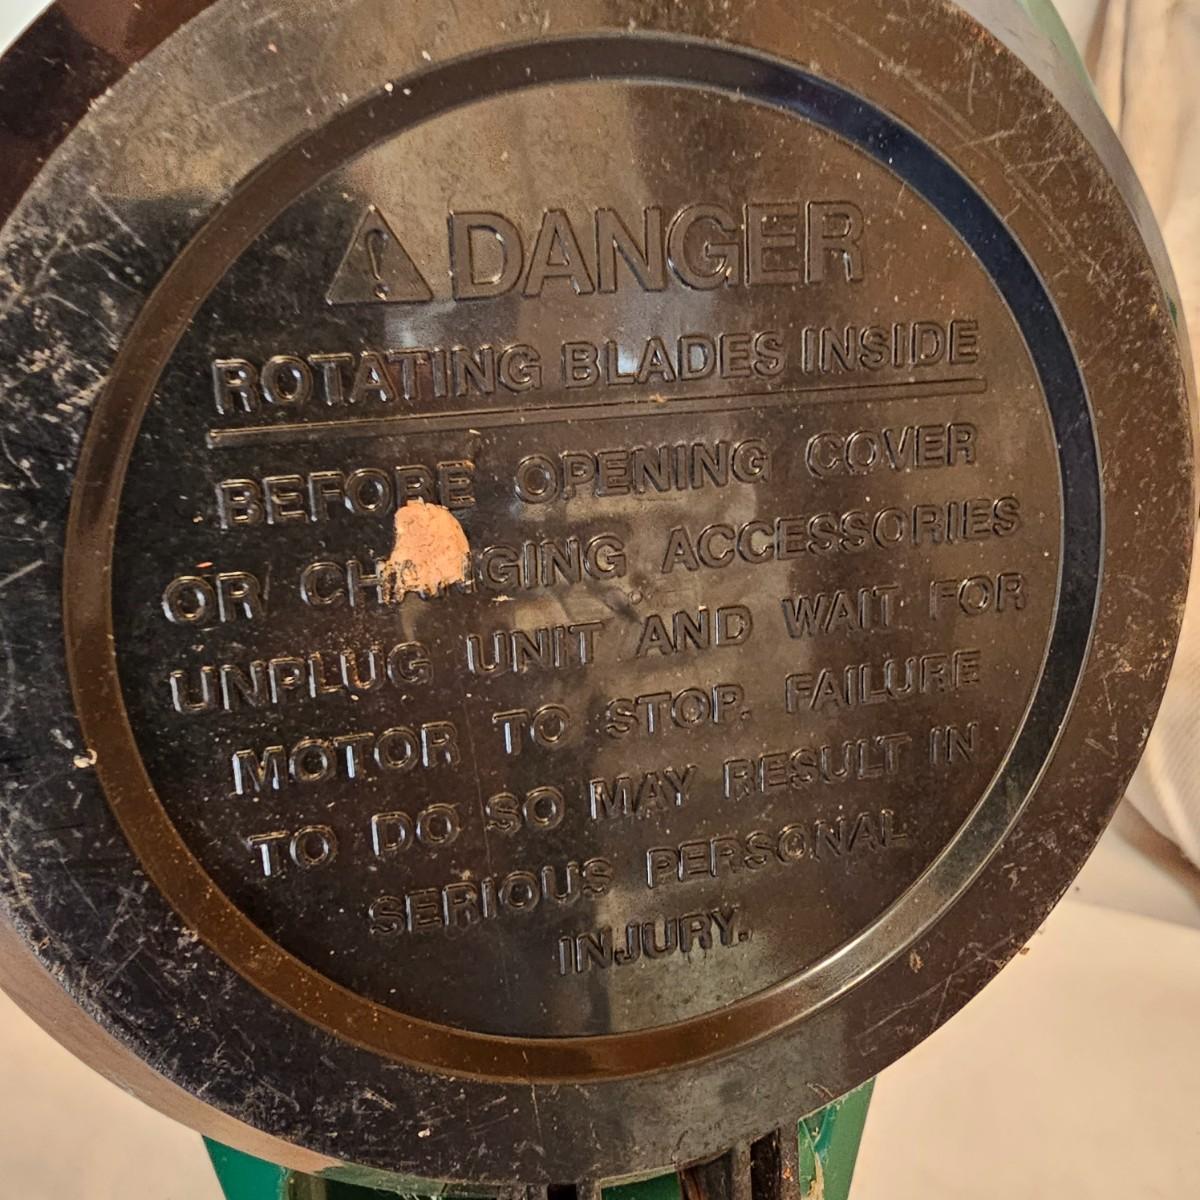 DANGER
ROTATING BLADES INSIDE
BEFORE OPENING COVER
OR CHANGING ACCESSORIES
UNPLUG UNIT AND WAIT FOR
MOTOR TO STOP. FAILURE
TO DO SO MAY RESULT IN
SERIOUS PERSONAL
INJURY.